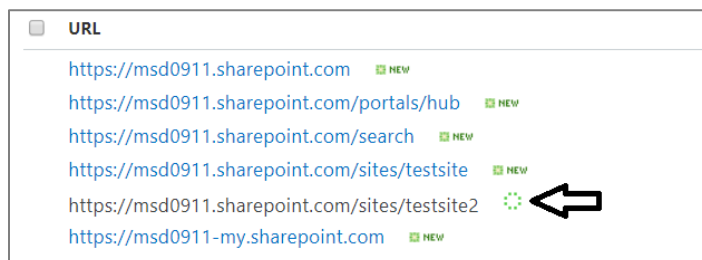 URL
https://msd0911.sharepoint.com NEW
https://msd0911.sharepoint.com/portals/hub NEW
https://msd0911.sharepoint.com/search NEW
https://msd0911.sharepoint.com/sites/testsite NEW
https://msd0911.sharepoint.com/sites/testsite2
https://msd0911-my.sharepoint.com NEW